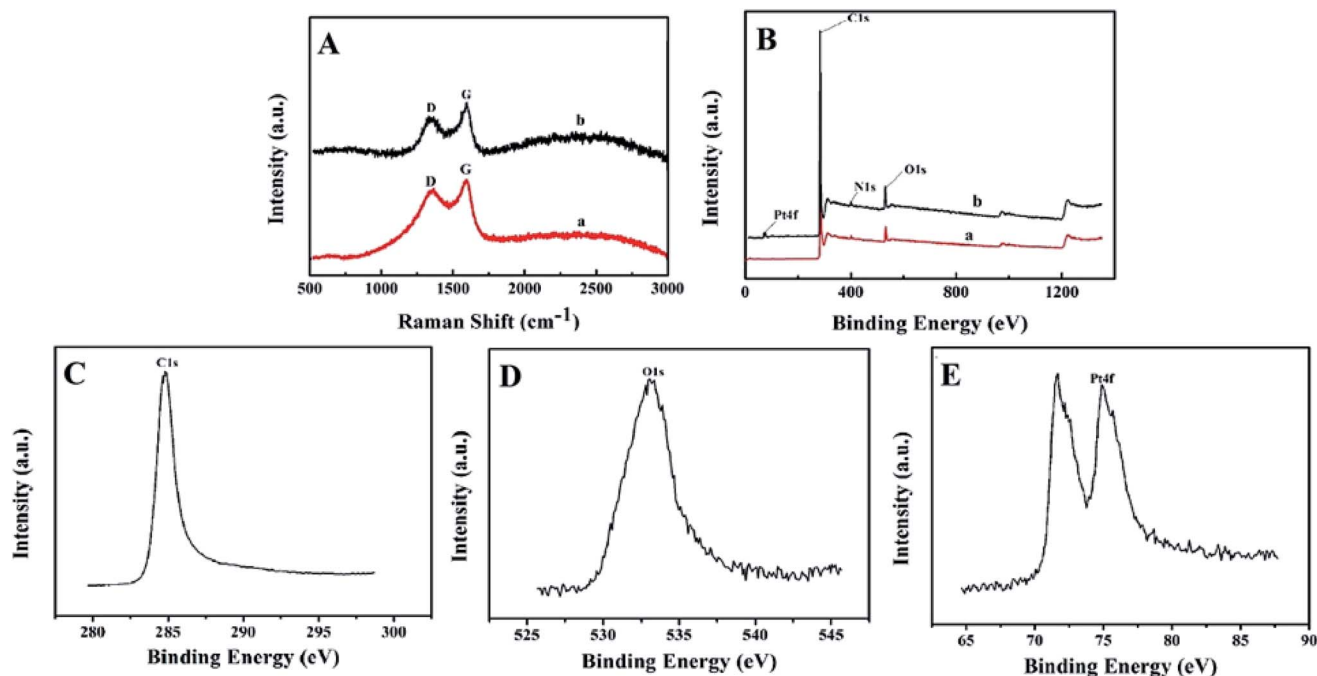 A
D
G
b
D
G
a
Intensity (a.u.)
500 1000 1500 2000 2500 3000
Raman Shift (cm-1)
B
C1s
O1s
N1s
Pt4f
b
a
Intensity (a.u.)
0 400 800 1200
Binding Energy (eV)
C
C1s
Intensity (a.u.)
280 285 290 295 300
Binding Energy (eV)
D
O1s
Intensity (a.u.)
525 530 535 540 545
Binding Energy (eV)
E
Pt4f
Intensity (a.u.)
65 70 75 80 85 90
Binding Energy (eV)